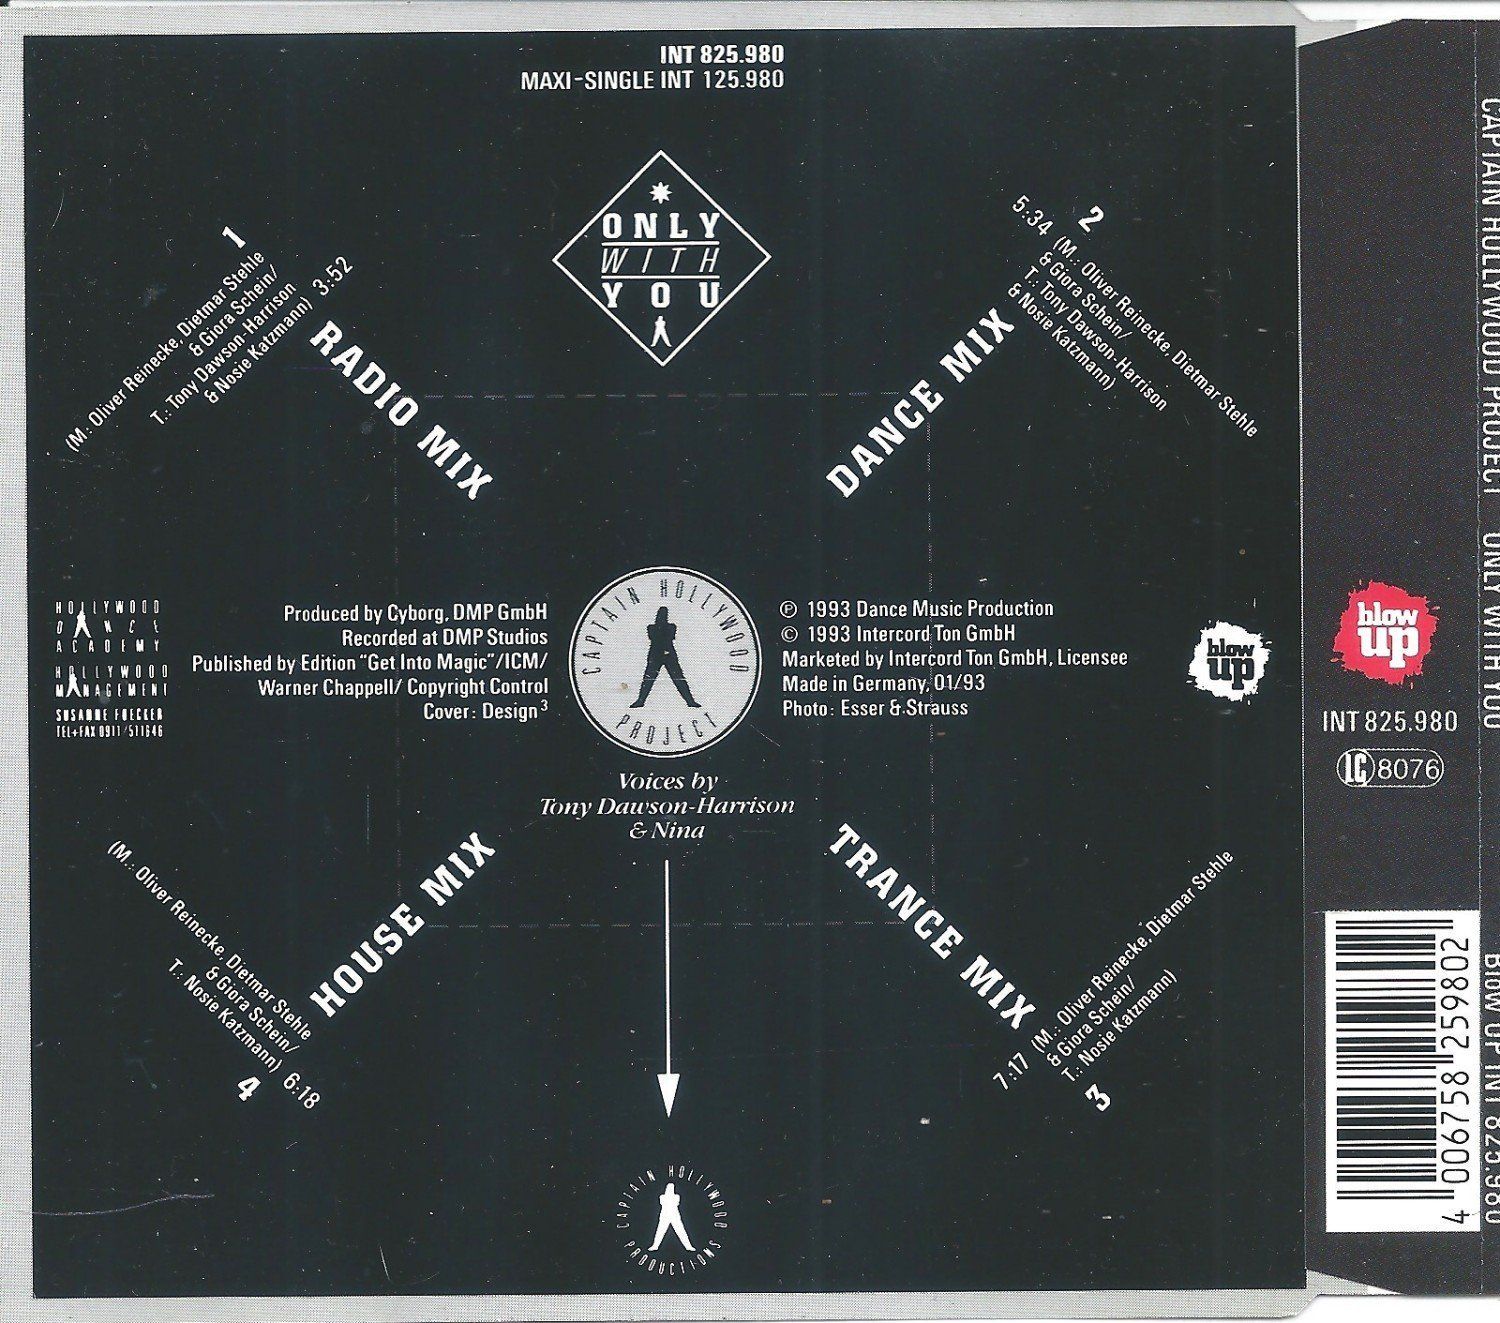 INT 825.980
MAXI-SINGLE INT 125.980
ONLY
WITH
YOU
1
(M.: Oliver Reinecke, Dietmar Stehle
& Giora Schein/
T.: Tony Dawson-Harrison
& Nosie Katzmann) 3:52
RADIO MIX
2
5:34 (M.: Oliver Reinecke, Dietmar Stehle
& Giora Schein/
T.: Tony Dawson-Harrison
& Nosie Katzmann)
DANCE MIX
HOLLYWOOD
DANCE
ACADEMY
HOLLYWOOD
MANAGEMENT
SUSANNE FOECKER
TEL+FAX 0911/511646
Produced by Cyborg, DMP GmbH
Recorded at DMP Studios
Published by Edition "Get Into Magic"/ICM/
Warner Chappell/ Copyright Control
Cover: Design³
CAPTAIN HOLLYWOOD
PROJECT
℗ 1993 Dance Music Production
© 1993 Intercord Ton GmbH
Marketed by Intercord Ton GmbH, Licensee
Made in Germany, 01/93
Photo: Esser & Strauss
blow
up
Voices by
Tony Dawson-Harrison
& Nina
HOUSE MIX
(M.: Oliver Reinecke, Dietmar Stehle
& Giora Schein/
T.: Nosie Katzmann) 6:18
4
TRANCE MIX
7:17 (M.: Oliver Reinecke, Dietmar Stehle
& Giora Schein/
T.: Nosie Katzmann)
3
CAPTAIN HOLLYWOOD
PRODUCTIONS
blow
up
INT 825.980
LC 8076
4 006758 259802
CAPTAIN HOLLYWOOD PROJECT ONLY WITH YOU Blow UP INT 825.980